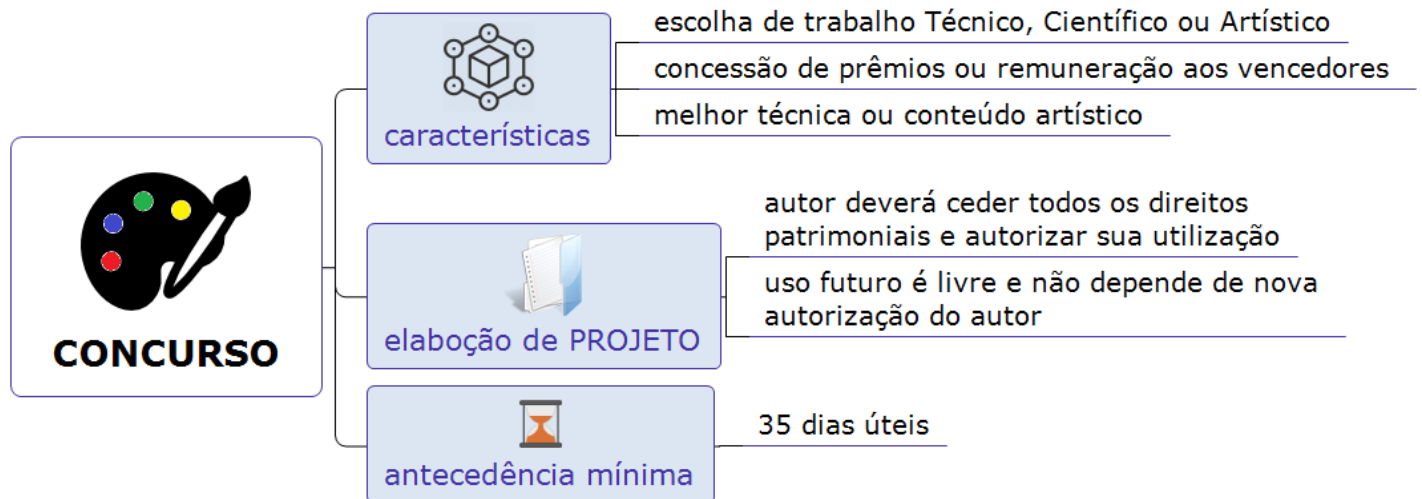 CONCURSO
características
escolha de trabalho Técnico, Científico ou Artístico
concessão de prêmios ou remuneração aos vencedores
melhor técnica ou conteúdo artístico
elaboção de PROJETO
autor deverá ceder todos os direitos
patrimoniais e autorizar sua utilização
uso futuro é livre e não depende de nova
autorização do autor
antecedência mínima
35 dias úteis